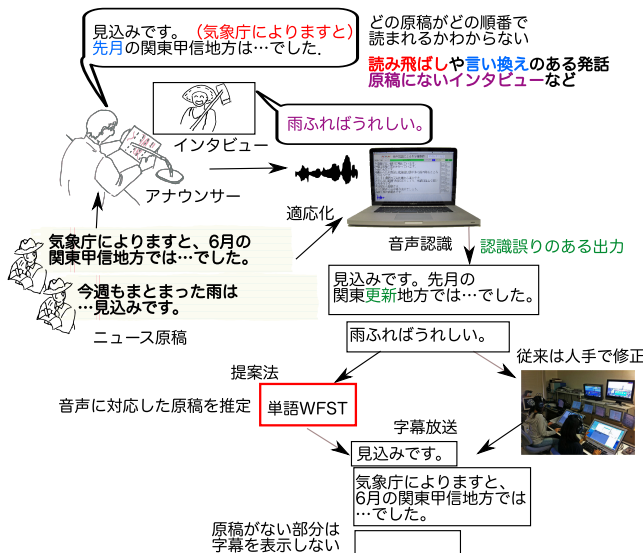 見込みです。（気象庁によりますと）
先月の関東甲信地方は…でした.
どの原稿がどの順番で
読まれるかわからない
読み飛ばしや言い換えのある発話
原稿にないインタビューなど
雨ふればうれしい。
インタビュー
アナウンサー
適応化
音声認識
認識誤りのある出力
気象庁によりますと、6月の
関東甲信地方では…でした。
今週もまとまった雨は
…見込みです。
ニュース原稿
見込みです。先月の
関東更新地方では…でした。
雨ふればうれしい。
従来は人手で修正
提案法
音声に対応した原稿を推定
単語WFST
字幕放送
見込みです。
気象庁によりますと、
6月の関東甲信地方では
…でした。
原稿がない部分は
字幕を表示しない